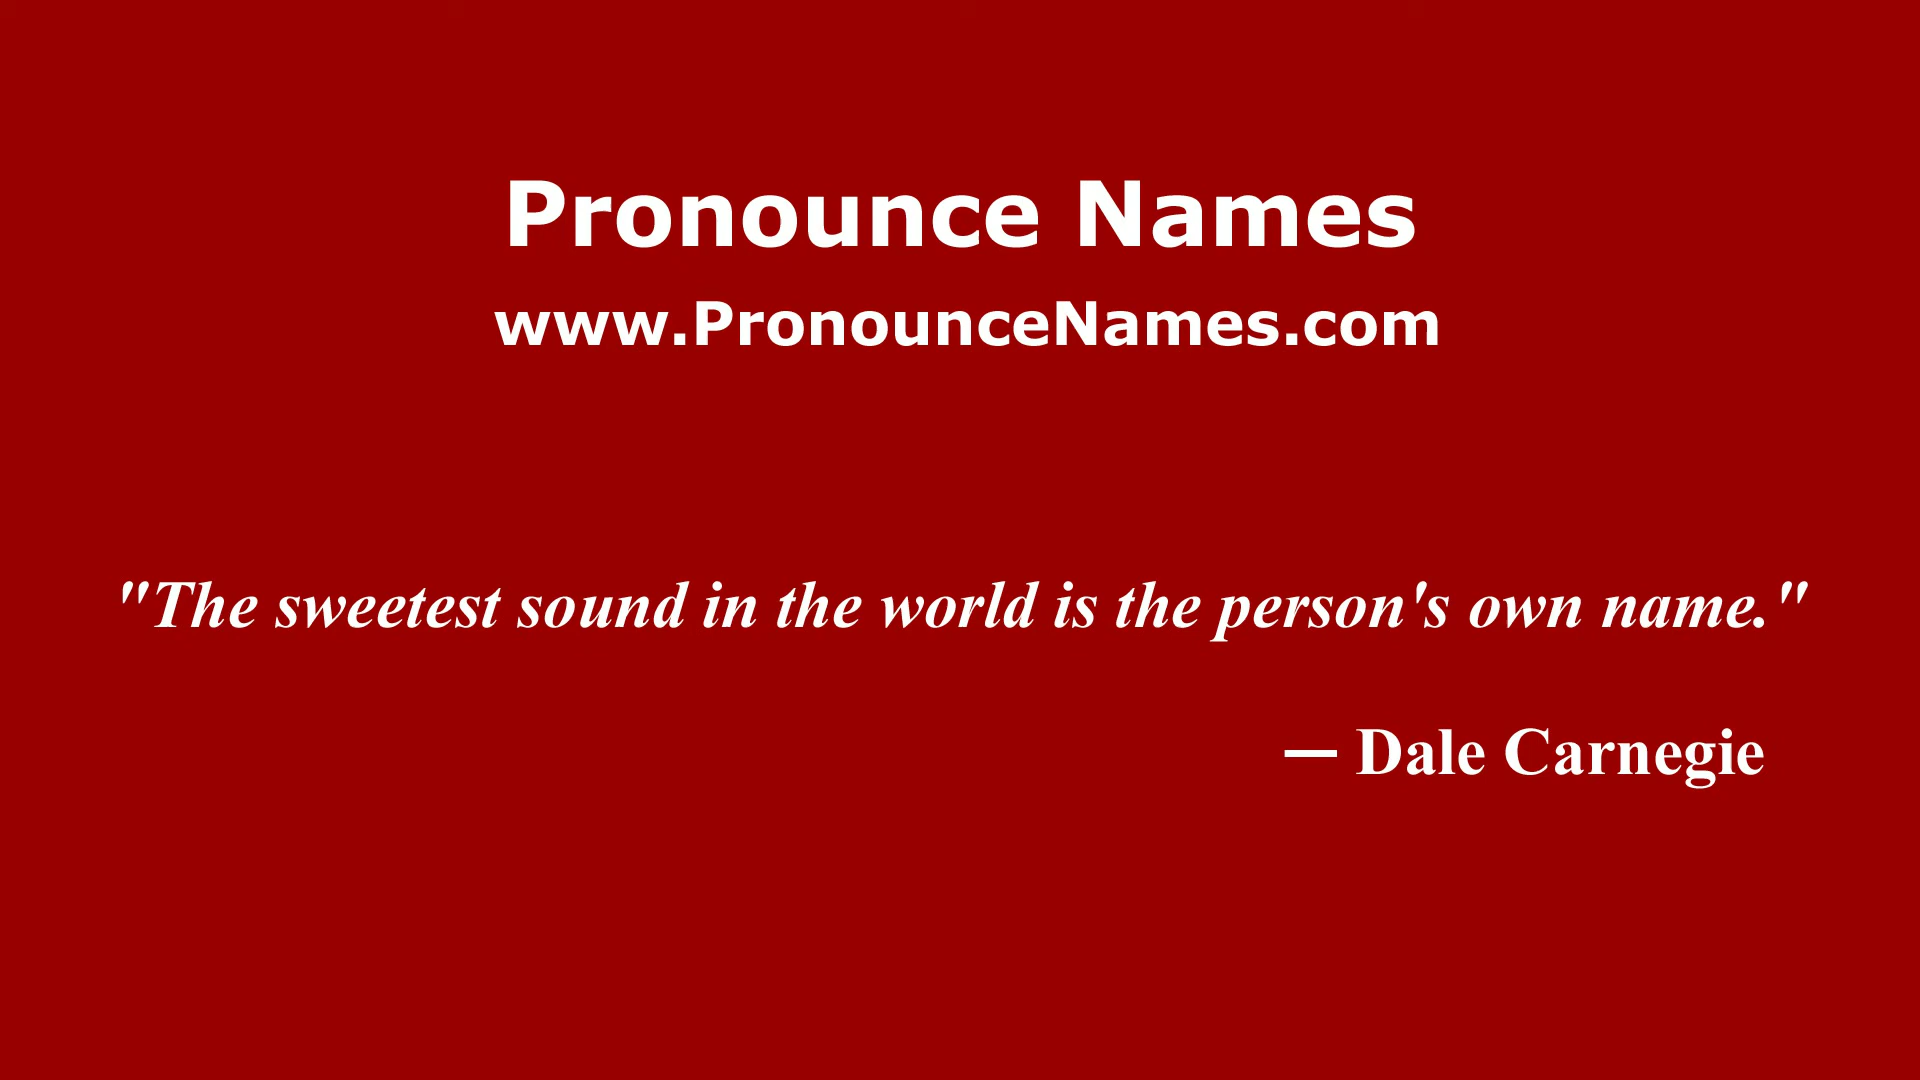 Pronounce Names
www.PronounceNames.com
"The sweetest sound in the world is the person's own name."
— Dale Carnegie